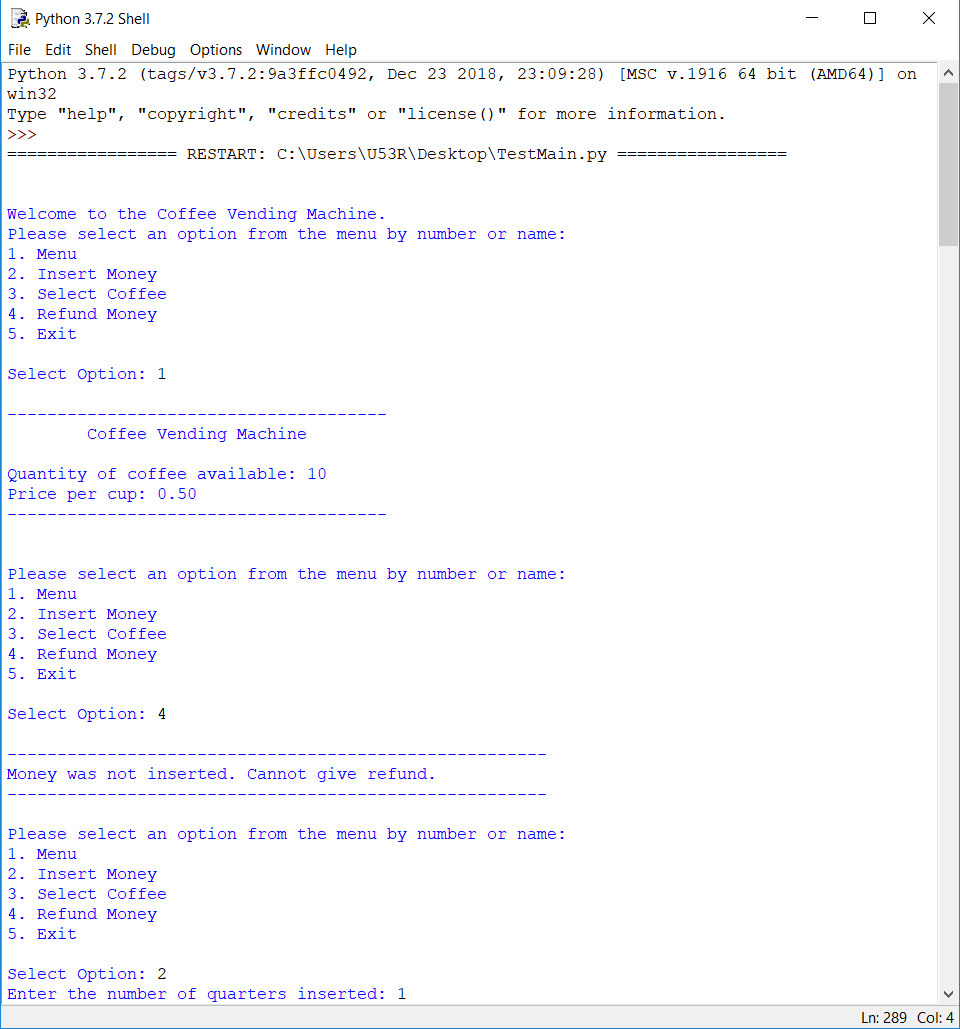 Python 3.7.2 Shell
File Edit Shell Debug Options Window Help
Python 3.7.2 (tags/v3.7.2:9a3ffc0492, Dec 23 2018, 23:09:28) [MSC v.1916 64 bit (AMD64)] on
win32
Type "help", "copyright", "credits" or "license()" for more information.
>>>
================= RESTART: C:\Users\U53R\Desktop\TestMain.py =================
Welcome to the Coffee Vending Machine.
Please select an option from the menu by number or name:
1. Menu
2. Insert Money
3. Select Coffee
4. Refund Money
5. Exit
Select Option: 1
--------------------------------------
Coffee Vending Machine
Quantity of coffee available: 10
Price per cup: 0.50
--------------------------------------
Please select an option from the menu by number or name:
1. Menu
2. Insert Money
3. Select Coffee
4. Refund Money
5. Exit
Select Option: 4
------------------------------------------------------
Money was not inserted. Cannot give refund.
------------------------------------------------------
Please select an option from the menu by number or name:
1. Menu
2. Insert Money
3. Select Coffee
4. Refund Money
5. Exit
Select Option: 2
Enter the number of quarters inserted: 1
Ln: 289 Col: 4